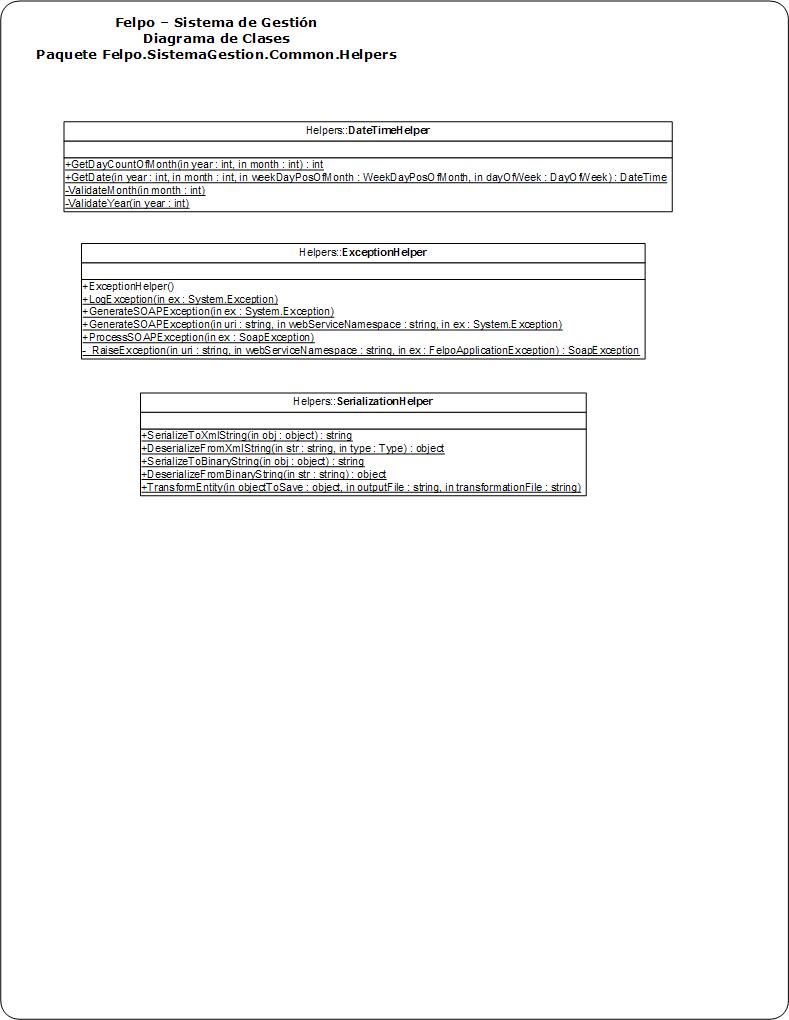 Felpo – Sistema de Gestión
Diagrama de Clases
Paquete Felpo.SistemaGestion.Common.Helpers
Helpers::DateTimeHelper
+GetDayCountOfMonth(in year : int, in month : int) : int
+GetDate(in year : int, in month : int, in weekDayPosOfMonth : WeekDayPosOfMonth, in dayOfWeek : DayOfWeek) : DateTime
-ValidateMonth(in month : int)
-ValidateYear(in year : int)
Helpers::ExceptionHelper
+ExceptionHelper()
+LogException(in ex : System.Exception)
+GenerateSOAPException(in ex : System.Exception)
+GenerateSOAPException(in uri : string, in webServiceNamespace : string, in ex : System.Exception)
+ProcessSOAPException(in ex : SoapException)
-_RaiseException(in uri : string, in webServiceNamespace : string, in ex : FelpoApplicationException) : SoapException
Helpers::SerializationHelper
+SerializeToXmlString(in obj : object) : string
+DeserializeFromXmlString(in str : string, in type : Type) : object
+SerializeToBinaryString(in obj : object) : string
+DeserializeFromBinaryString(in str : string) : object
+TransformEntity(in objectToSave : object, in outputFile : string, in transformationFile : string)